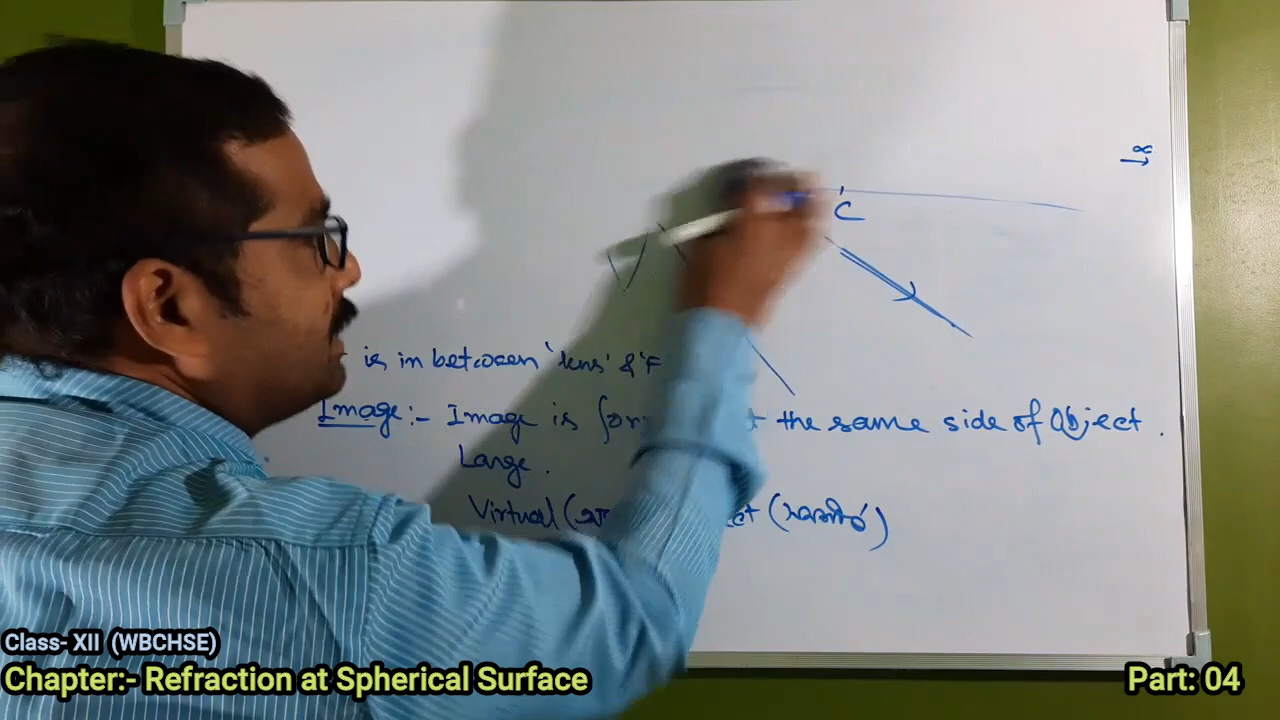 ∞
C
is in between 'lens' & 'F
Image:- Image is for the same side of Object.
Large.
Virtual (
Class- XII (WBCHSE)
Chapter:- Refraction at Spherical Surface
Part: 04